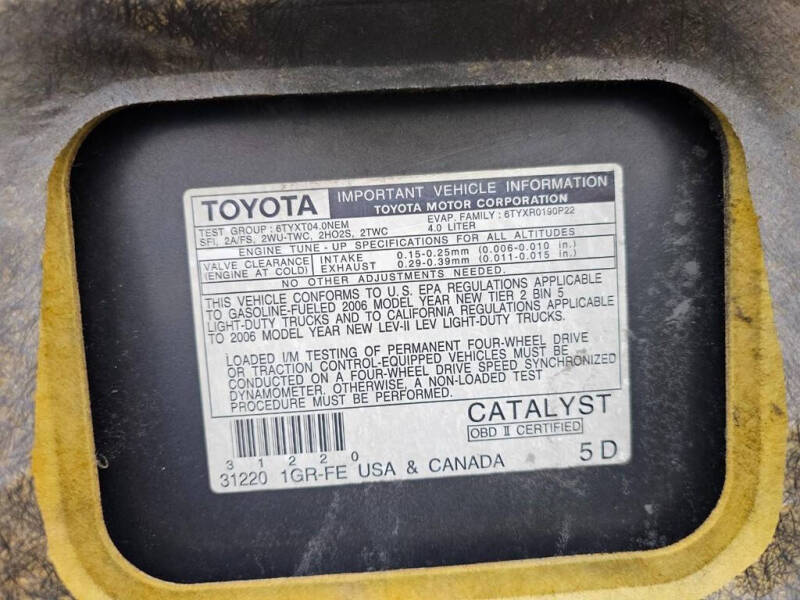 TOYOTA
IMPORTANT VEHICLE INFORMATION
TOYOTA MOTOR CORPORATION
TEST GROUP : 6TYXT04.0NEM EVAP. FAMILY : 6TYXR0190P22
SFI, 2A/FS, 2WU-TWC, 2HO2S, 2TWC 4.0 LITER
ENGINE TUNE - UP SPECIFICATIONS FOR ALL ALTITUDES
VALVE CLEARANCE INTAKE 0.15-0.25mm (0.006-0.010 in.)
(ENGINE AT COLD) EXHAUST 0.29-0.39mm (0.011-0.015 in.)
NO OTHER ADJUSTMENTS NEEDED.
THIS VEHICLE CONFORMS TO U.S. EPA REGULATIONS APPLICABLE
TO GASOLINE-FUELED 2006 MODEL YEAR NEW TIER 2 BIN 5
LIGHT-DUTY TRUCKS AND TO CALIFORNIA REGULATIONS APPLICABLE
TO 2006 MODEL YEAR NEW LEV-II LEV LIGHT-DUTY TRUCKS.
LOADED I/M TESTING OF PERMANENT FOUR-WHEEL DRIVE
OR TRACTION CONTROL-EQUIPPED VEHICLES MUST BE
CONDUCTED ON A FOUR-WHEEL DRIVE SPEED SYNCHRONIZED
DYNAMOMETER, OTHERWISE, A NON-LOADED TEST
PROCEDURE MUST BE PERFORMED.
CATALYST
OBD II CERTIFIED
31220
31220 1GR-FE USA & CANADA 5D